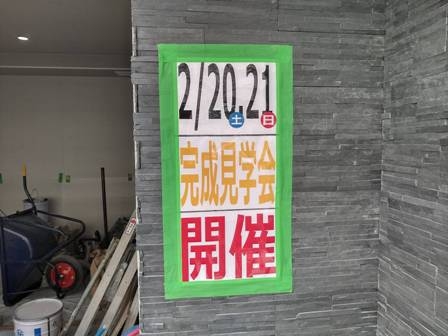 2/20.21
土 日
完成見学会
開催